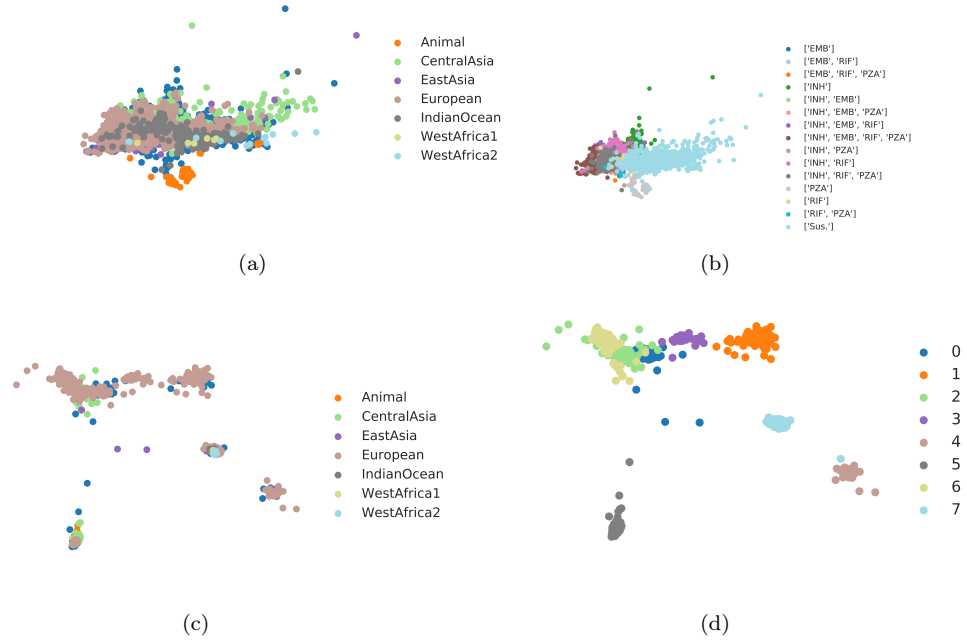 Animal
CentralAsia
EastAsia
European
IndianOcean
WestAfrica1
WestAfrica2
(a)
['EMB']
['EMB', 'RIF']
['EMB', 'RIF', 'PZA']
['INH']
['INH', 'EMB']
['INH', 'EMB', 'PZA']
['INH', 'EMB', 'RIF']
['INH', 'EMB', 'RIF', 'PZA']
['INH', 'PZA']
['INH', 'RIF']
['INH', 'RIF', 'PZA']
['PZA']
['RIF']
['RIF', 'PZA']
['Sus.']
(b)
Animal
CentralAsia
EastAsia
European
IndianOcean
WestAfrica1
WestAfrica2
(c)
0
1
2
3
4
5
6
7
(d)